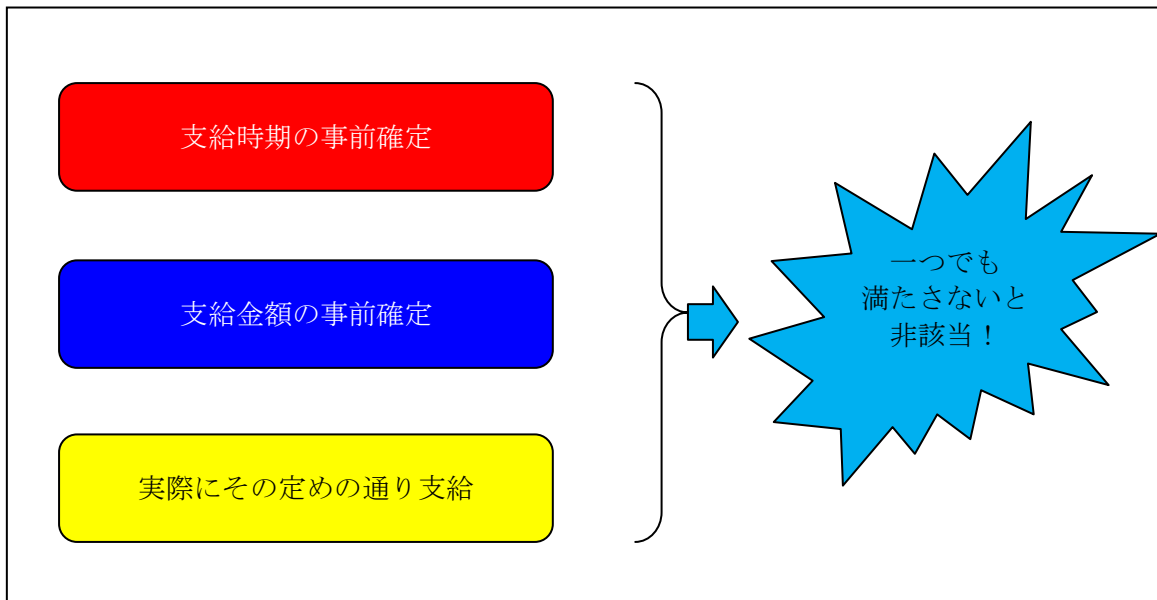 支給時期の事前確定
支給金額の事前確定
実際にその定めの通り支給
一つでも
満たさないと
非該当！